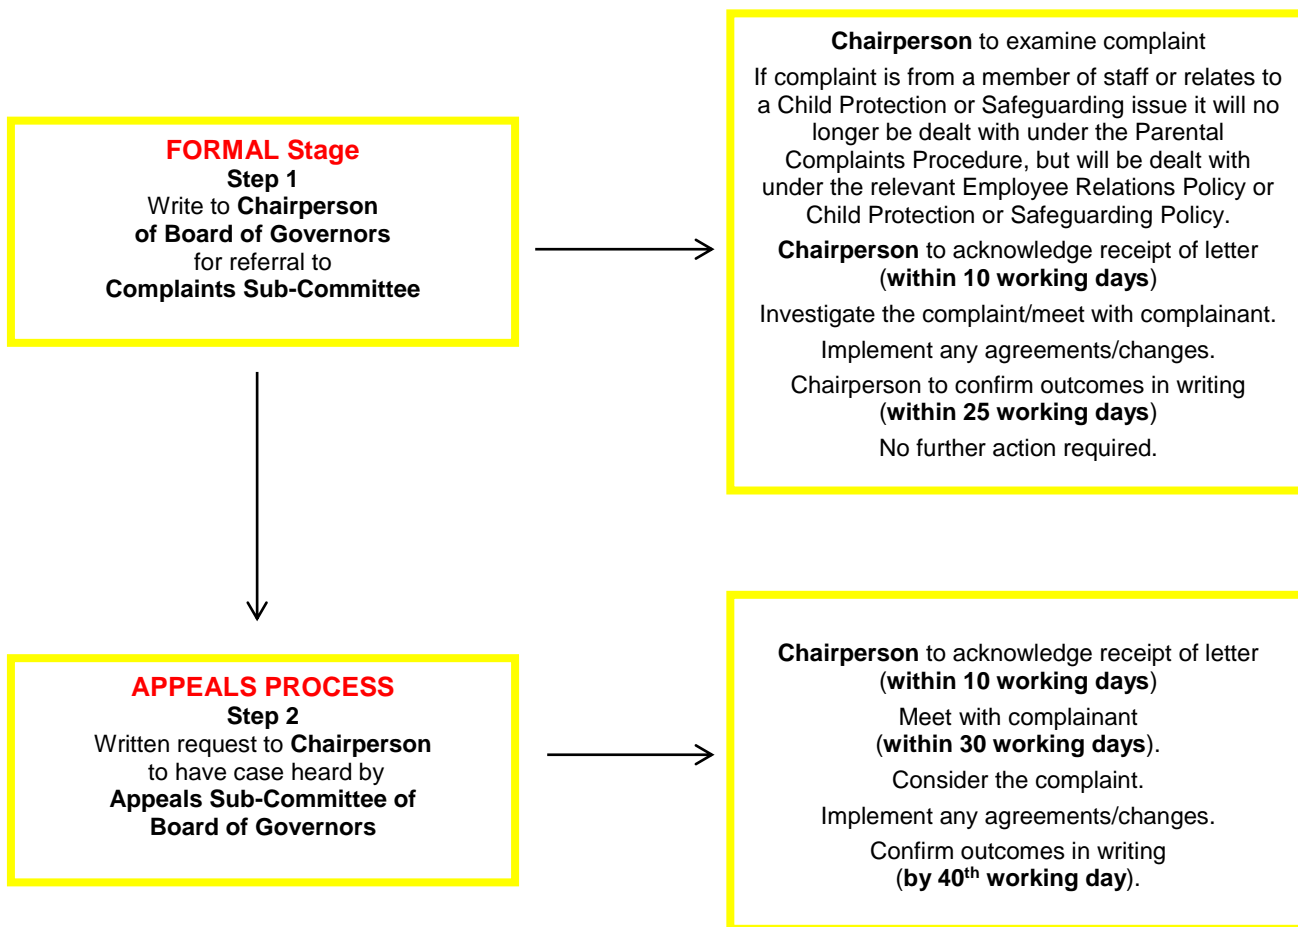 FORMAL Stage
Step 1
Write to Chairperson
of Board of Governors
for referral to
Complaints Sub-Committee
Chairperson to examine complaint
If complaint is from a member of staff or relates to
a Child Protection or Safeguarding issue it will no
longer be dealt with under the Parental
Complaints Procedure, but will be dealt with
under the relevant Employee Relations Policy or
Child Protection or Safeguarding Policy.
Chairperson to acknowledge receipt of letter
(within 10 working days)
Investigate the complaint/meet with complainant.
Implement any agreements/changes.
Chairperson to confirm outcomes in writing
(within 25 working days)
No further action required.
APPEALS PROCESS
Step 2
Written request to Chairperson
to have case heard by
Appeals Sub-Committee of
Board of Governors
Chairperson to acknowledge receipt of letter
(within 10 working days)
Meet with complainant
(within 30 working days).
Consider the complaint.
Implement any agreements/changes.
Confirm outcomes in writing
(by 40th working day).